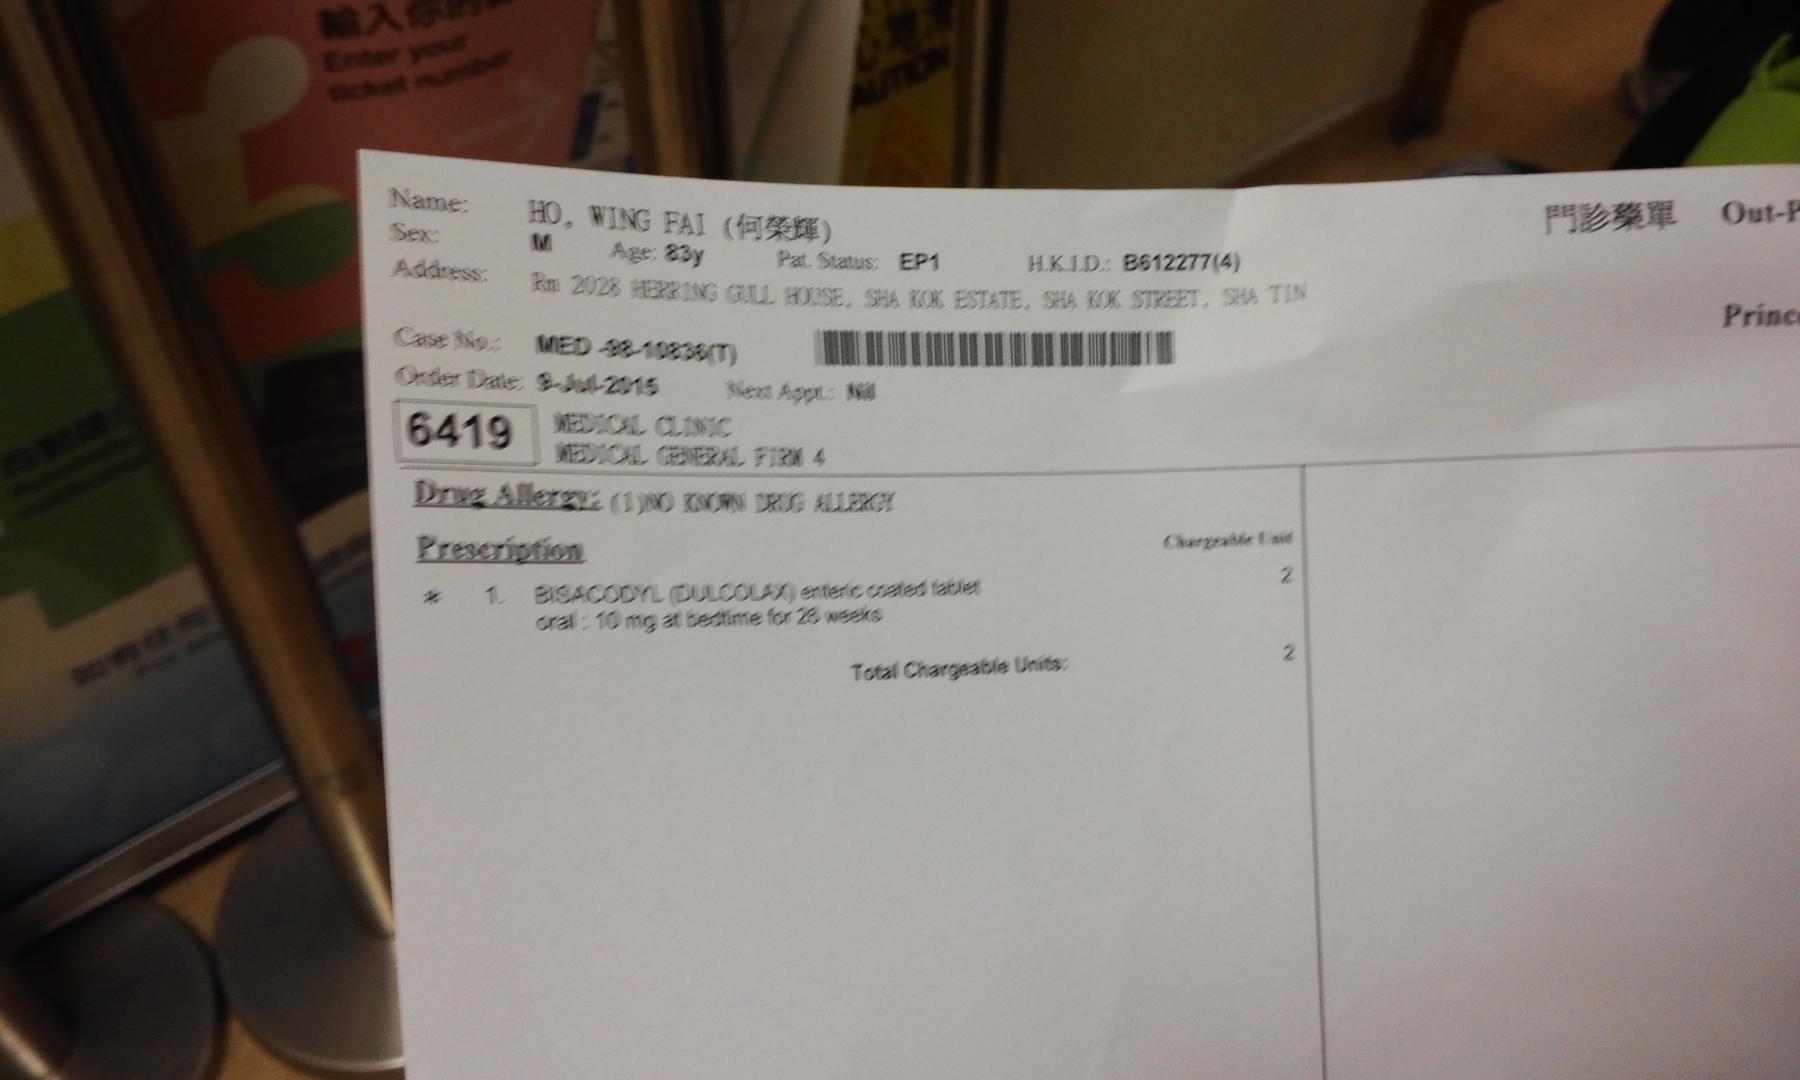 輸入你的
Enter your
ticket number
心地滑
CAUTION
Name: HO, WING FAI (何榮輝)
門診藥單 Out-P
Sex: M Age: 83y Pat. Status: EP1 H.K.I.D.: B612277(4)
Address: Rm 2028 HERRING GULL HOUSE, SHA KOK ESTATE, SHA KOK STREET, SHA TIN
Princ
Case No.: MED -98-10836(T)
Order Date: 9-Jul-2015 Next Appt.: Nil
6419 MEDICAL CLINIC
MEDICAL GENERAL FIRM 4
Drug Allergy: (1)NO KNOWN DRUG ALLERGY
Prescription Chargeable Unit
* 1. BISACODYL (DULCOLAX) enteric coated tablet 2
oral : 10 mg at bedtime for 28 weeks
Total Chargeable Units: 2